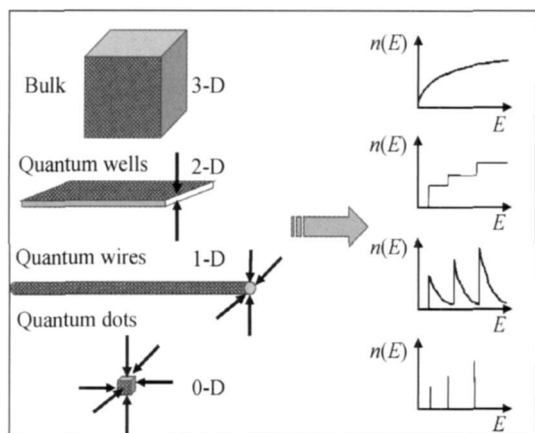 Bulk
3-D
Quantum wells
2-D
Quantum wires
1-D
Quantum dots
0-D
n(E)
E
n(E)
E
n(E)
E
n(E)
E